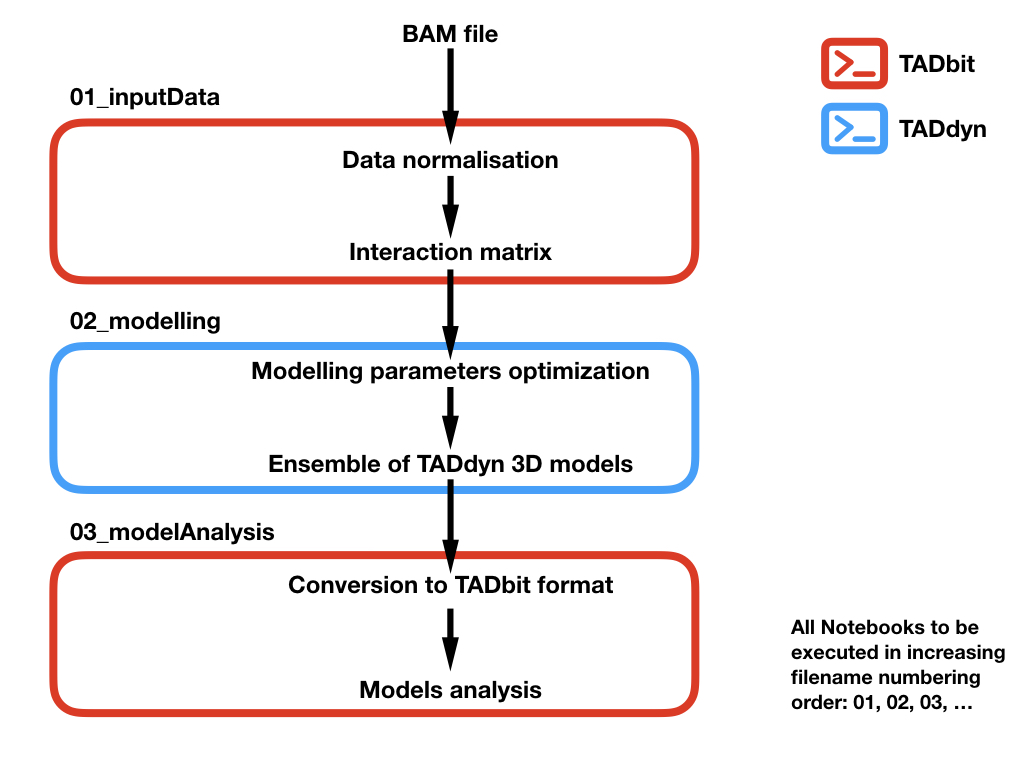 BAM file
TADbit
01_inputData
TADdyn
Data normalisation
Interaction matrix
02_modelling
Modelling parameters optimization
Ensemble of TADdyn 3D models
03_modelAnalysis
Conversion to TADbit format
Models analysis
All Notebooks to be
executed in increasing
filename numbering
order: 01, 02, 03, …